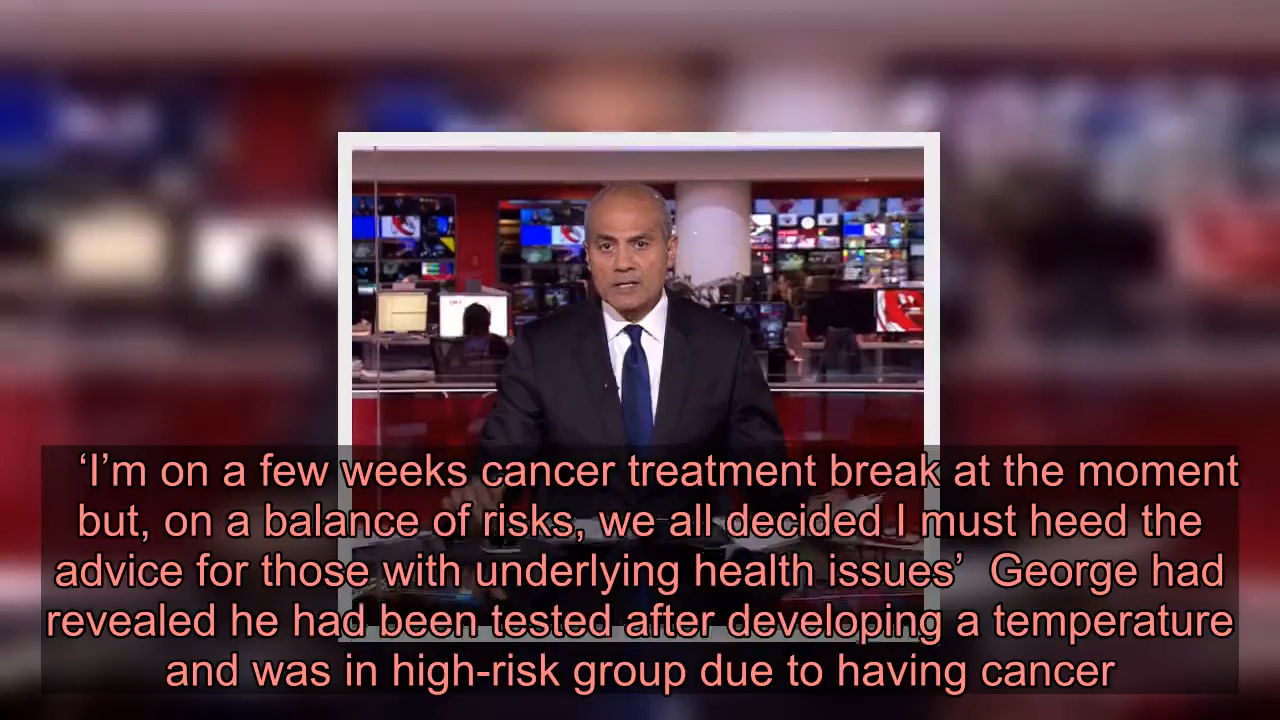 ‘I’m on a few weeks cancer treatment break at the moment
but, on a balance of risks, we all decided I must heed the
advice for those with underlying health issues’  George had
revealed he had been tested after developing a temperature
and was in high-risk group due to having cancer